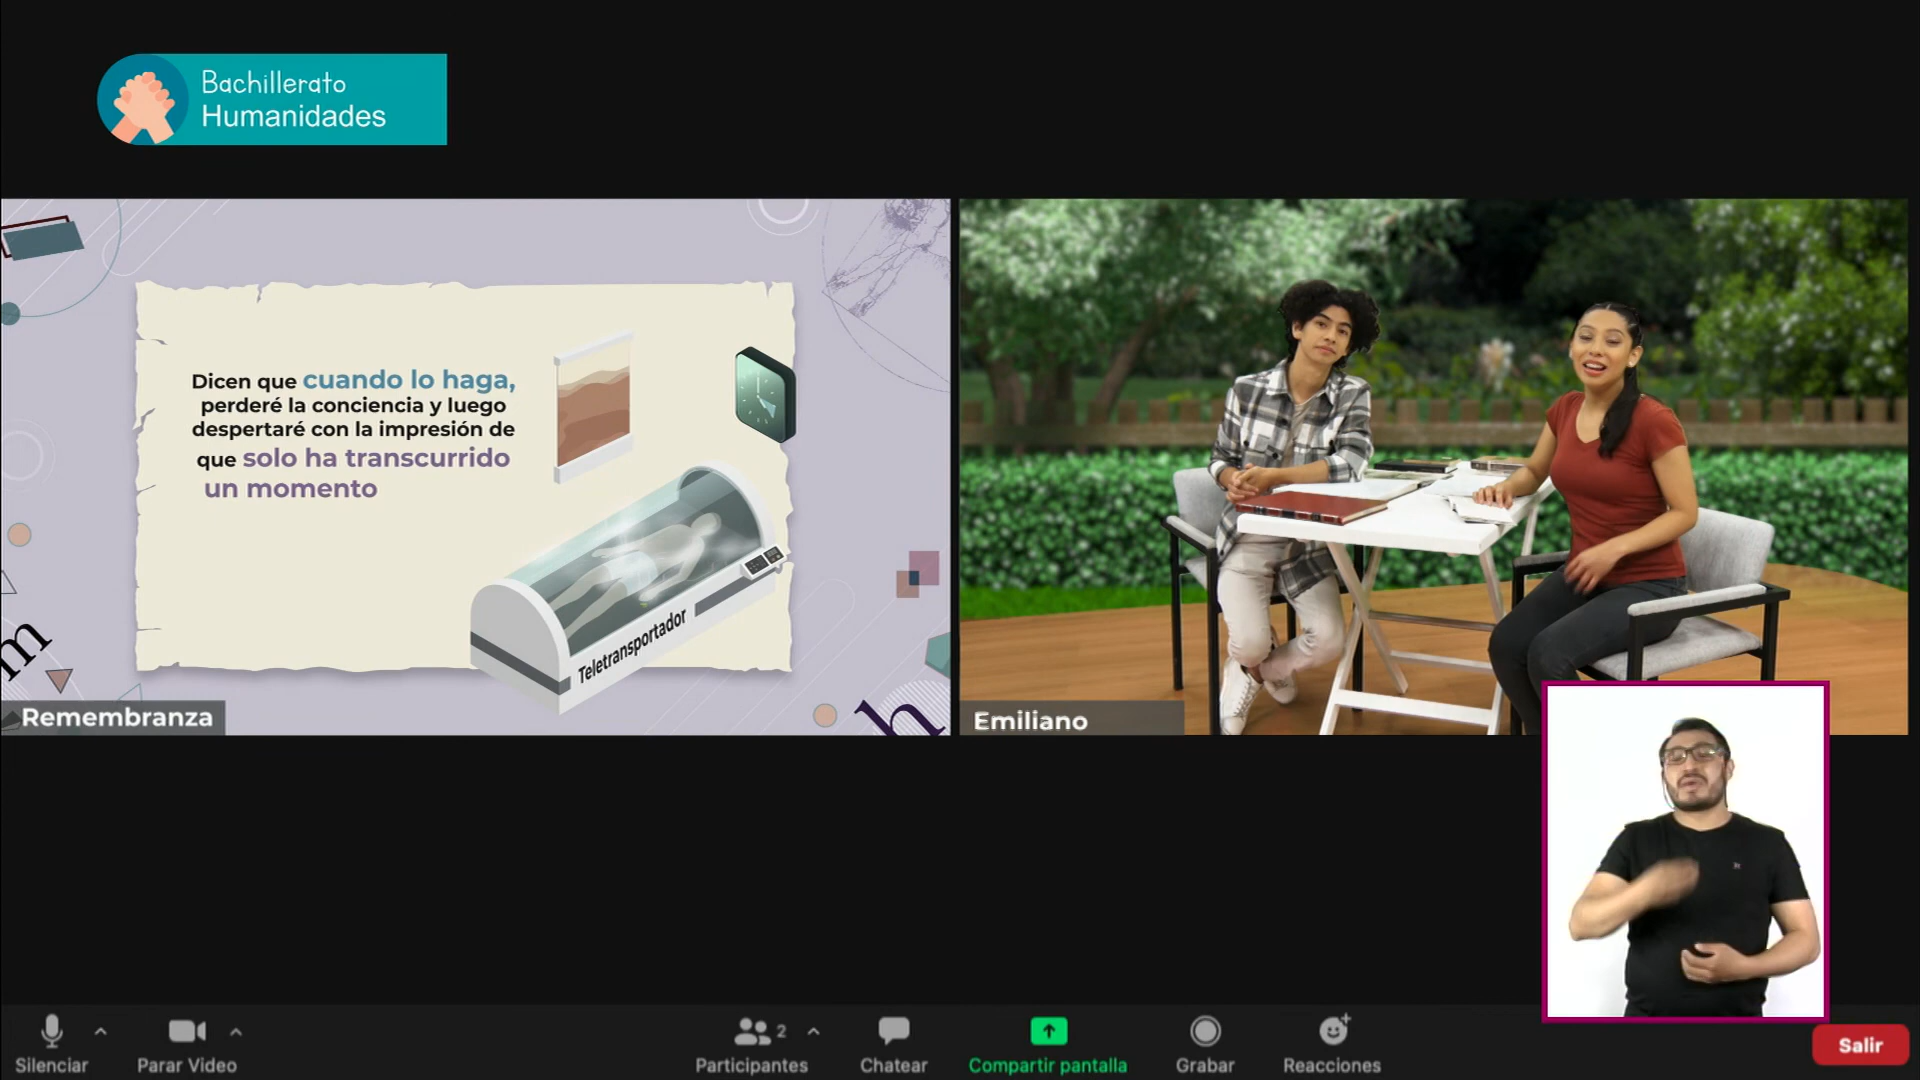 Bachillerato
Humanidades
Dicen que cuando lo haga,
perderé la conciencia y luego
despertaré con la impresión de
que solo ha transcurrido
un momento
Teletransportador
m
h
Remembranza
Emiliano
Silenciar
Parar Video
2
Participantes
Chatear
Compartir pantalla
Grabar
Reacciones
Salir